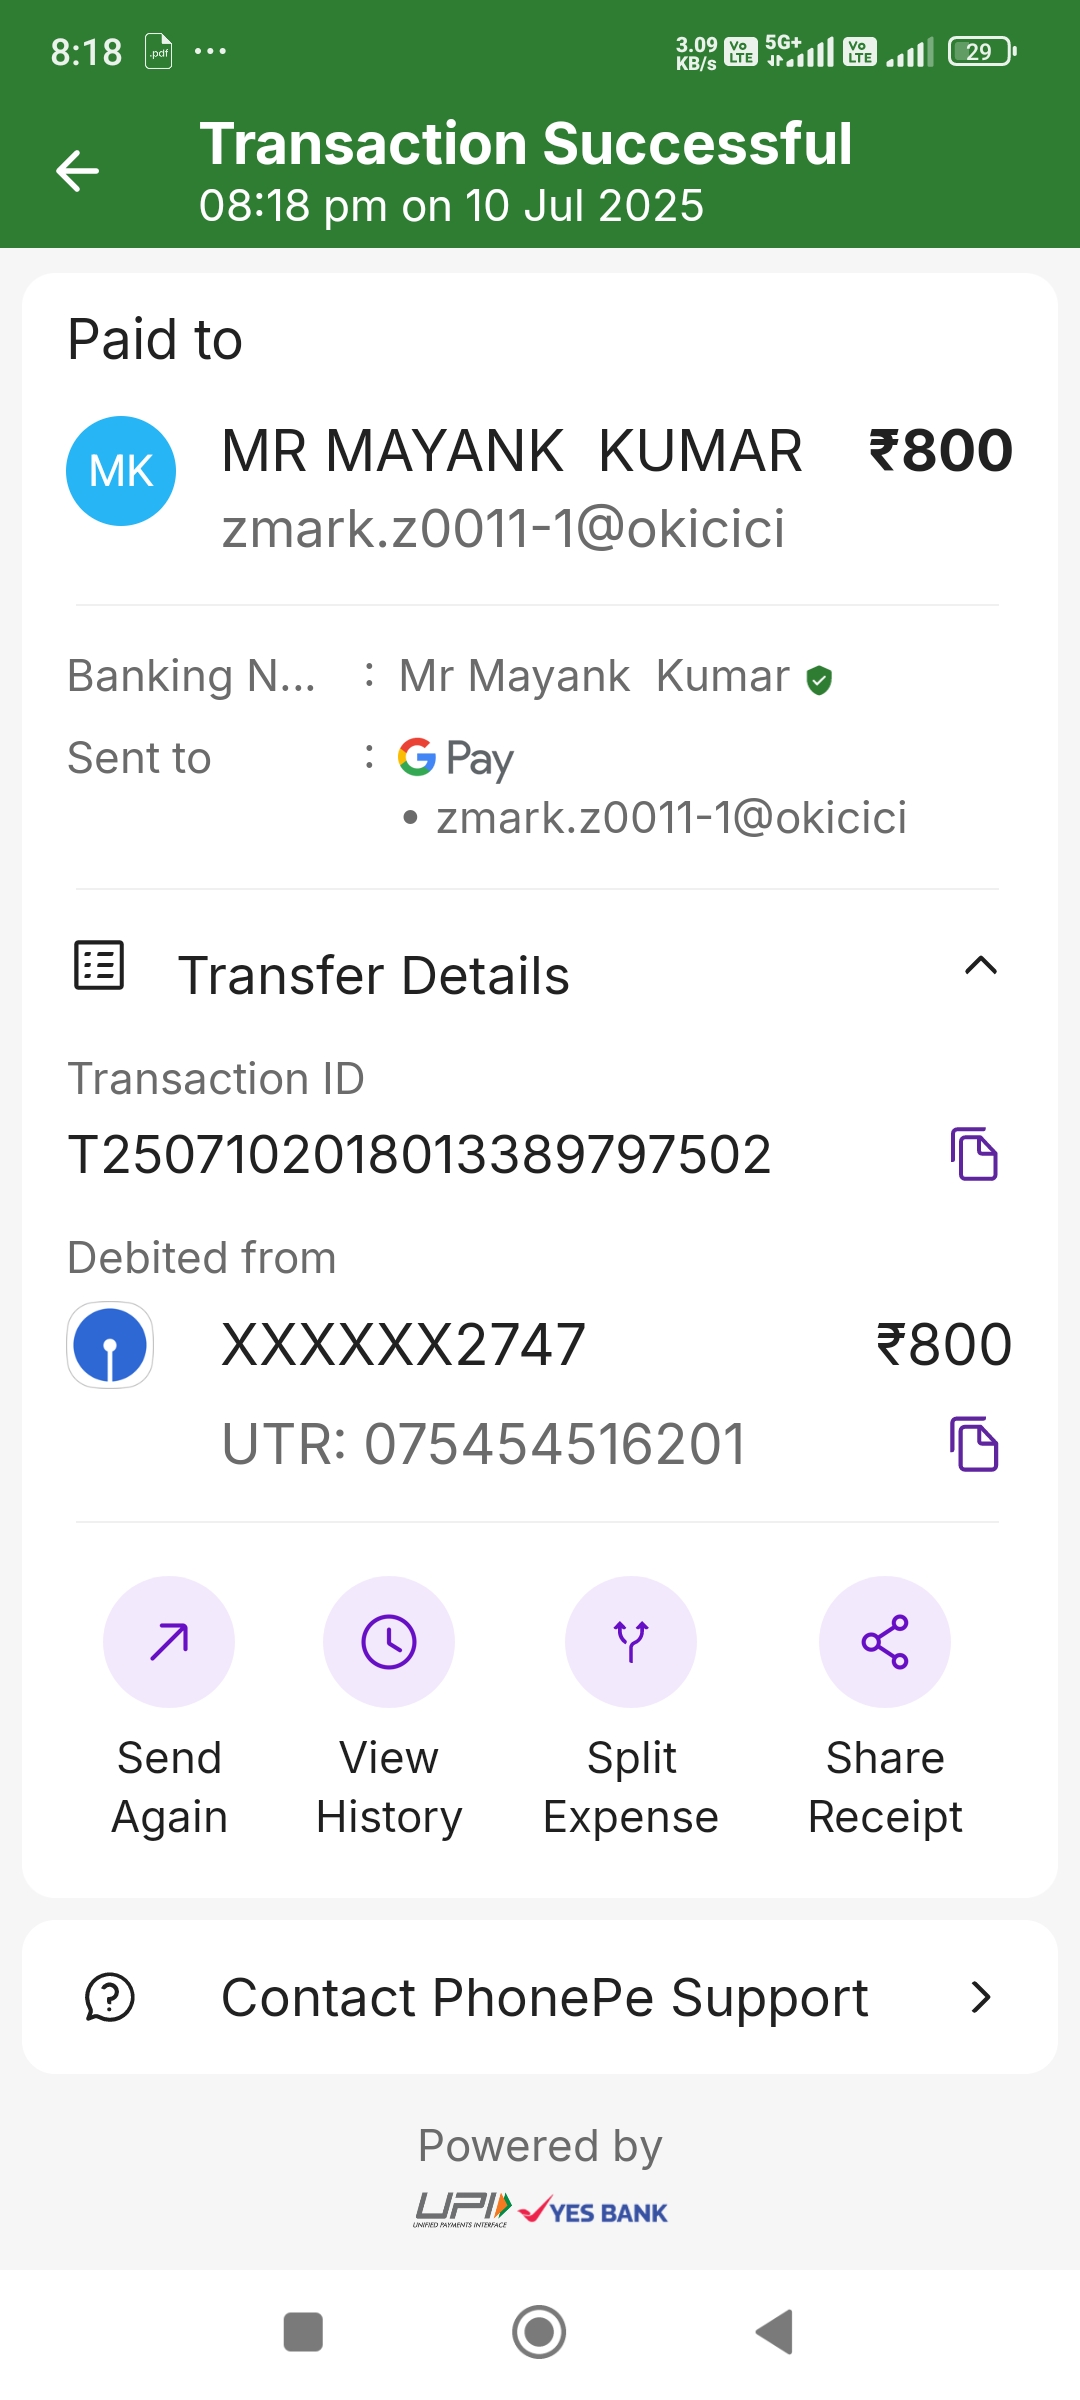 8:18 .pdf ... 3.09 KB/s Vo LTE 5G+ Vo LTE 29
Transaction Successful
08:18 pm on 10 Jul 2025
Paid to
MK MR MAYANK KUMAR ₹800
zmark.z0011-1@okicici
Banking N... : Mr Mayank Kumar
Sent to : G Pay
• zmark.z0011-1@okicici
Transfer Details
Transaction ID
T2507102018013389797502
Debited from
XXXXXX2747 ₹800
UTR: 075454516201
Send Again
View History
Split Expense
Share Receipt
Contact PhonePe Support
Powered by
UPI UNIFIED PAYMENTS INTERFACE YES BANK